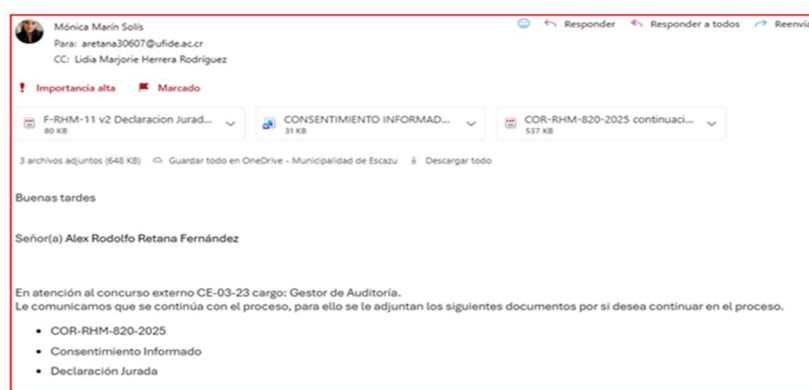 Mónica Marín Solís
Responder
Responder a todos
Reenvia
Para: aretana30607@ufide.ac.cr
CC: Lidia Marjorie Herrera Rodríguez
Importancia alta
Marcado
F-RHM-11 v2 Declaracion Jurad...
80 KB
CONSENTIMIENTO INFORMAD...
31 KB
COR-RHM-820-2025 continuaci...
537 KB
3 archivos adjuntos (648 KB) Guardar todo en OneDrive - Municipalidad de Escazu Descargar todo
Buenas tardes
Señor(a) Alex Rodolfo Retana Fernández
En atención al concurso externo CE-03-23 cargo: Gestor de Auditoría.
Le comunicamos que se continúa con el proceso, para ello se le adjuntan los siguientes documentos por si desea continuar en el proceso.
• COR-RHM-820-2025
• Consentimiento Informado
• Declaración Jurada